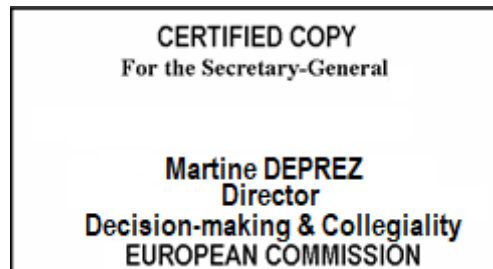 CERTIFIED COPY
For the Secretary-General
Martine DEPREZ
Director
Decision-making & Collegiality
EUROPEAN COMMISSION